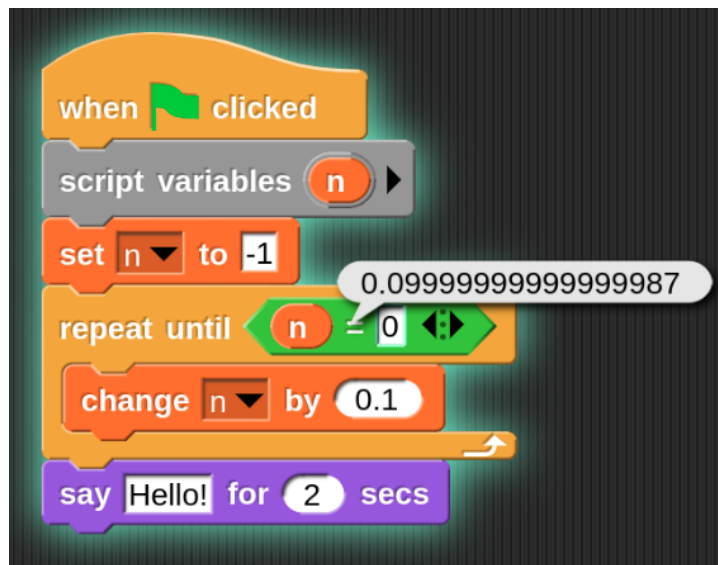 when clicked
script variables n
set n to -1
0.09999999999999987
repeat until n = 0
change n by 0.1
say Hello! for 2 secs